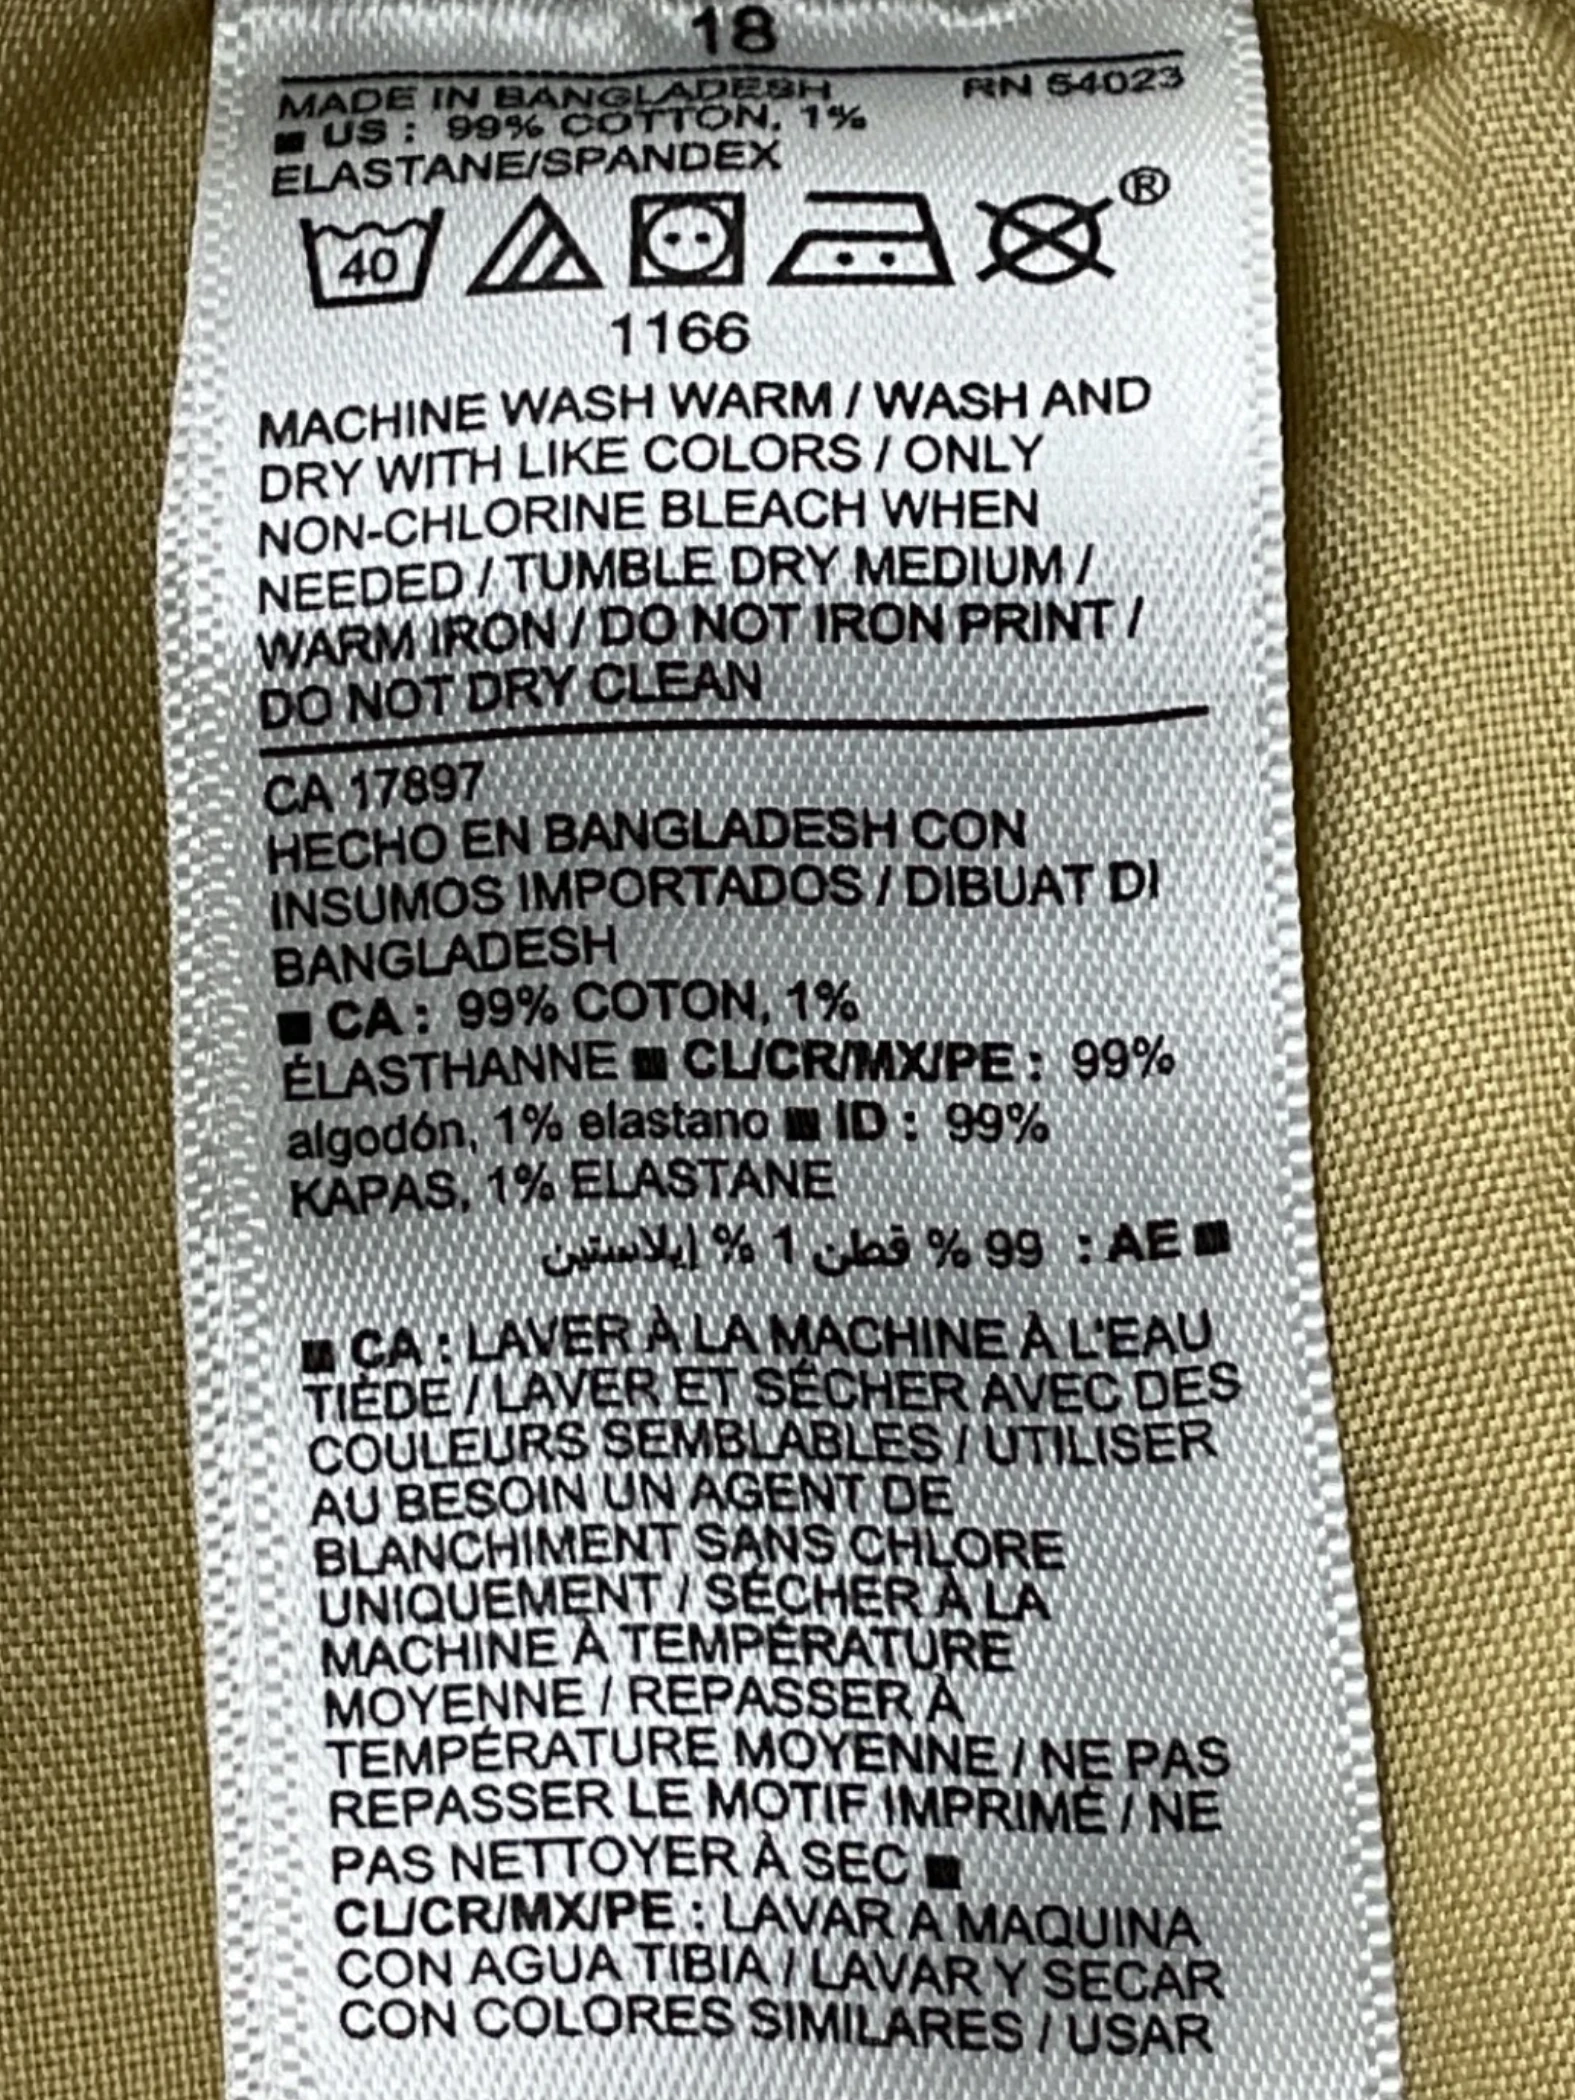 18
MADE IN BANGLADESH RN 54023
■ US : 99% COTTON, 1%
ELASTANE/SPANDEX
40 ®
1166
MACHINE WASH WARM / WASH AND
DRY WITH LIKE COLORS / ONLY
NON-CHLORINE BLEACH WHEN
NEEDED / TUMBLE DRY MEDIUM /
WARM IRON / DO NOT IRON PRINT /
DO NOT DRY CLEAN
CA 17897
HECHO EN BANGLADESH CON
INSUMOS IMPORTADOS / DIBUAT DI
BANGLADESH
■ CA : 99% COTON, 1%
ÉLASTHANNE ■ CL/CR/MX/PE : 99%
algodón, 1% elastano ■ ID : 99%
KAPAS, 1% ELASTANE
■ AE : 99 % قطن 1 % إيلاستين
■ CA : LAVER À LA MACHINE À L'EAU
TIÈDE / LAVER ET SÉCHER AVEC DES
COULEURS SEMBLABLES / UTILISER
AU BESOIN UN AGENT DE
BLANCHIMENT SANS CHLORE
UNIQUEMENT / SÉCHER À LA
MACHINE À TEMPÉRATURE
MOYENNE / REPASSER À
TEMPÉRATURE MOYENNE / NE PAS
REPASSER LE MOTIF IMPRIMÉ / NE
PAS NETTOYER À SEC ■
CL/CR/MX/PE : LAVAR A MAQUINA
CON AGUA TIBIA / LAVAR Y SECAR
CON COLORES SIMILARES / USAR